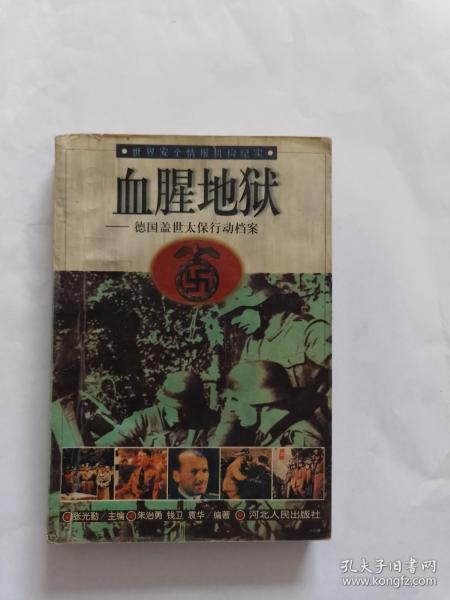 世界安全情报机构纪实
血腥地狱
——德国盖世太保行动档案
张光勤/主编 朱治勇 钱卫 袁华/编著 河北人民出版社
孔夫子旧书网
www.kongfz.com